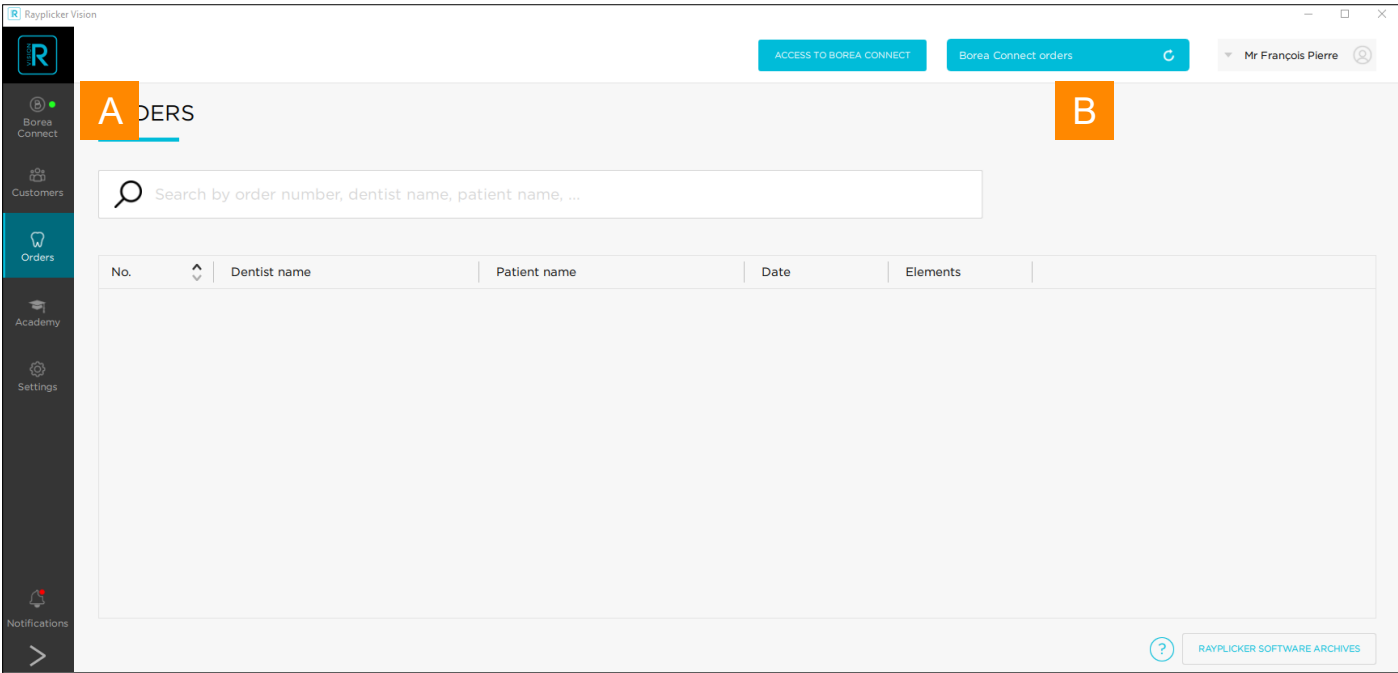 R Rayplicker Vision
VISION R
ACCESS TO BOREA CONNECT
Borea Connect orders
Mr François Pierre
B
Borea
Connect
A
DERS
B
Customers
Search by order number, dentist name, patient name, ...
Orders
No.
Dentist name
Patient name
Date
Elements
Academy
Settings
Notifications
?
RAYPLICKER SOFTWARE ARCHIVES